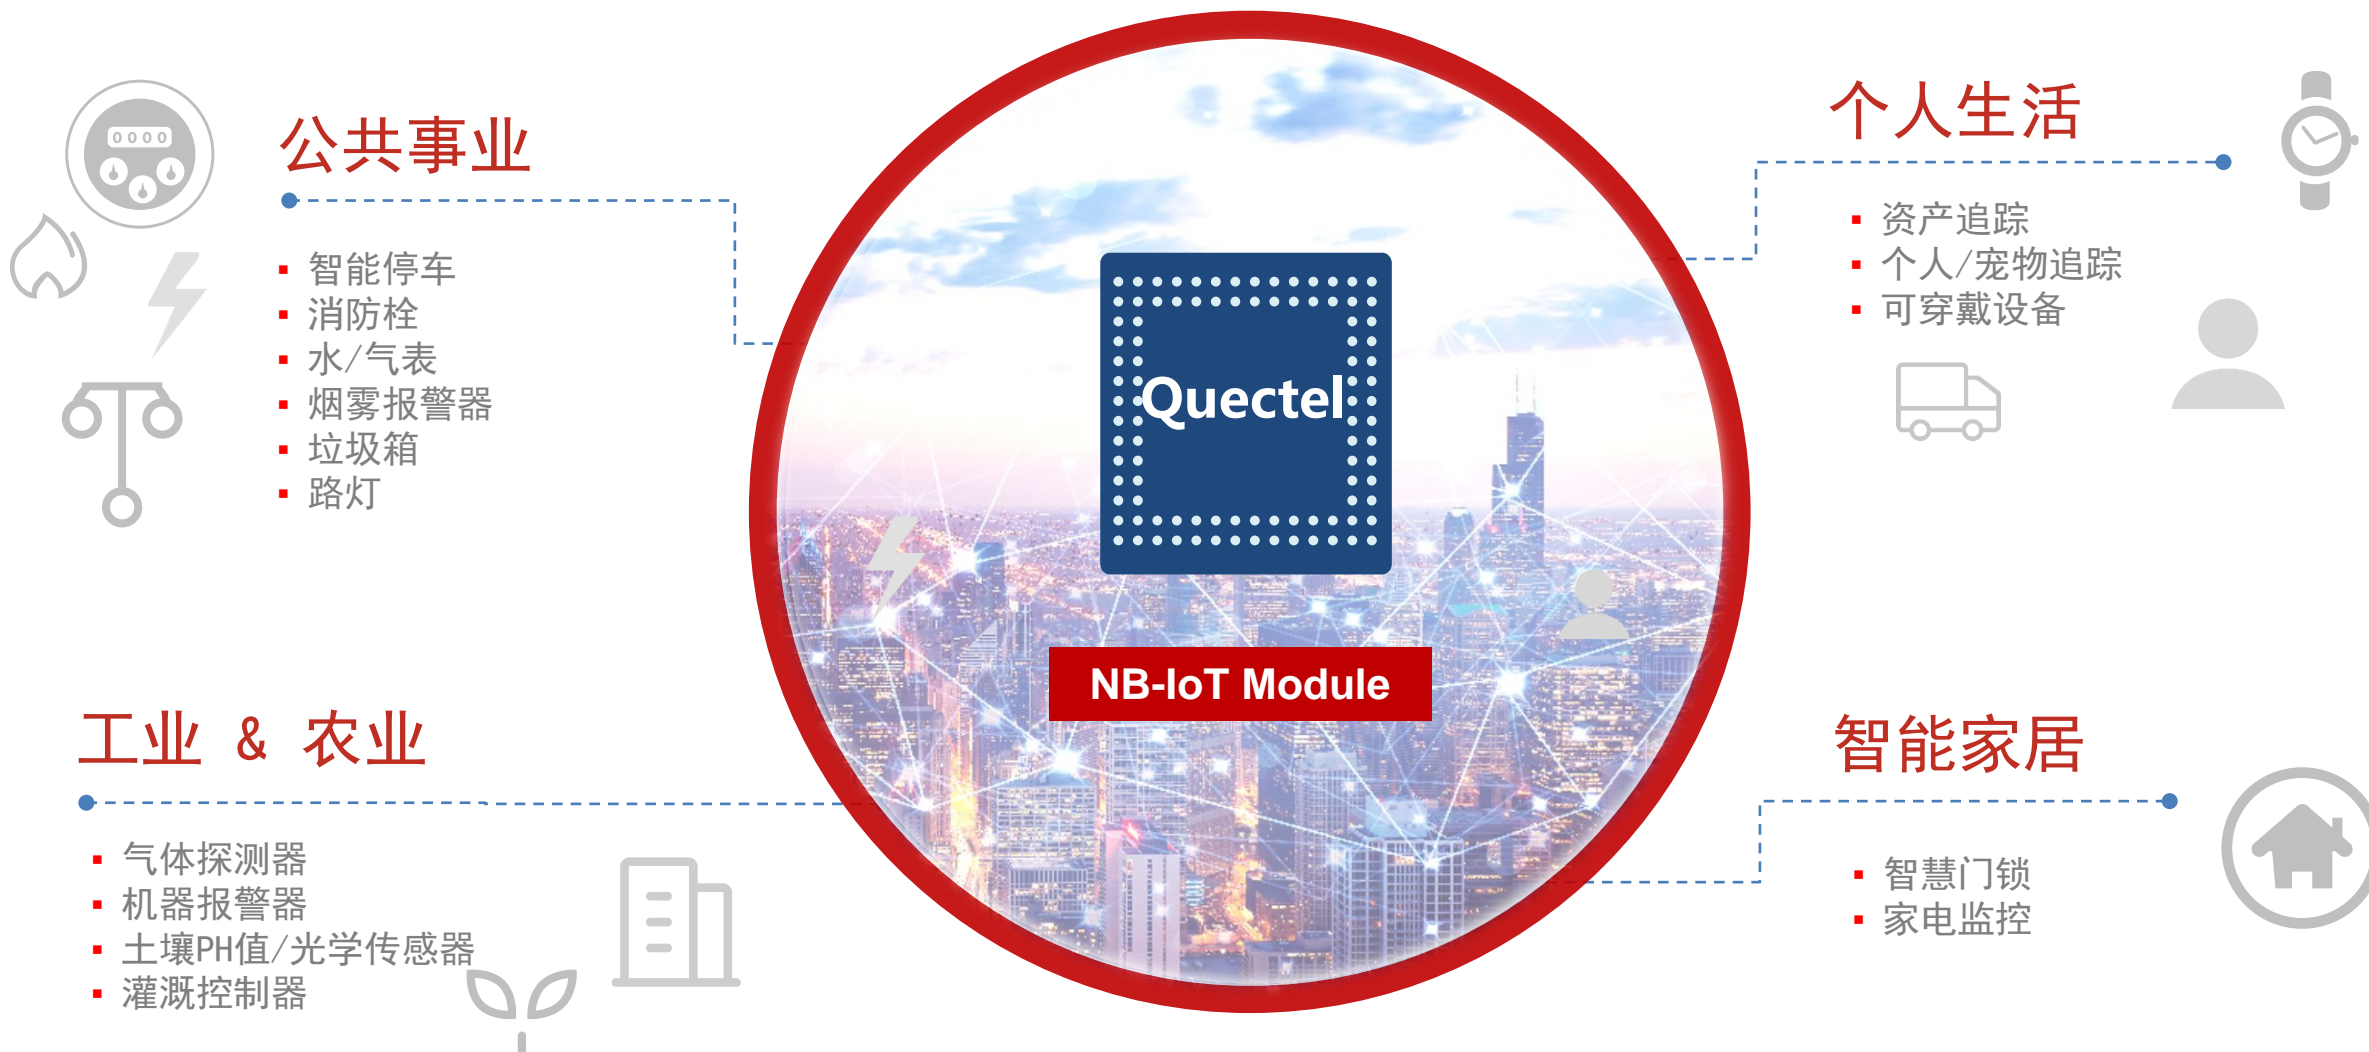 0000
公共事业
智能停车
消防栓
水/气表
烟雾报警器
垃圾箱
路灯
工业 & 农业
气体探测器
机器报警器
土壤PH值/光学传感器
灌溉控制器
Quectel
NB-IoT Module
个人生活
资产追踪
个人/宠物追踪
可穿戴设备
智能家居
智慧门锁
家电监控